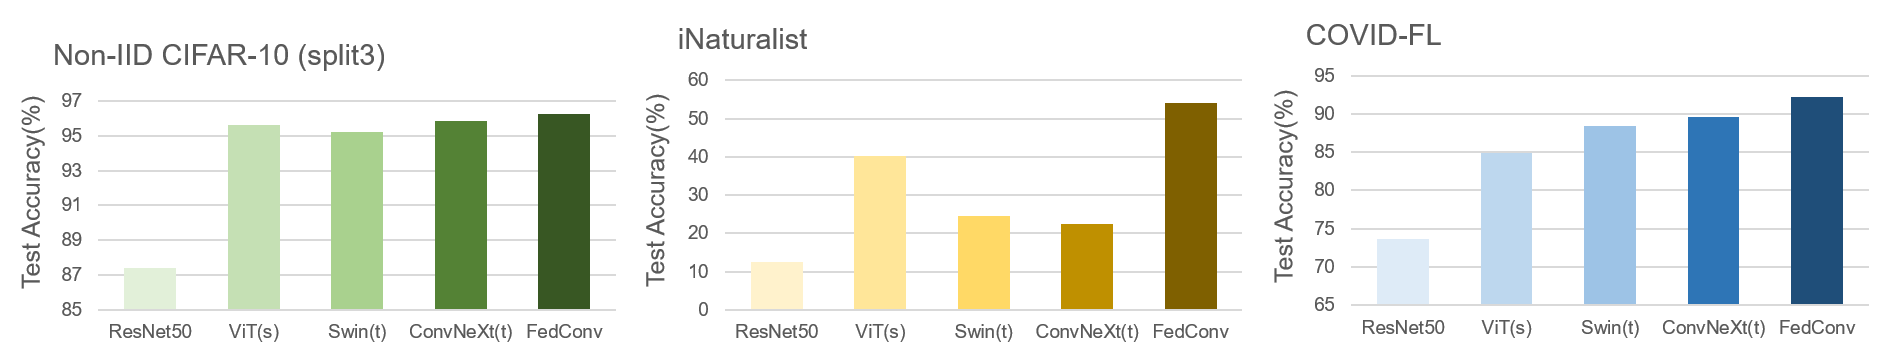 Non-IID CIFAR-10 (split3)
Test Accuracy(%)
97
95
93
91
89
87
85
ResNet50 ViT(s) Swin(t) ConvNeXt(t) FedConv
iNaturalist
Test Accuracy(%)
60
50
40
30
20
10
0
ResNet50 ViT(s) Swin(t) ConvNeXt(t) FedConv
COVID-FL
Test Accuracy(%)
95
90
85
80
75
70
65
ResNet50 ViT(s) Swin(t) ConvNeXt(t) FedConv